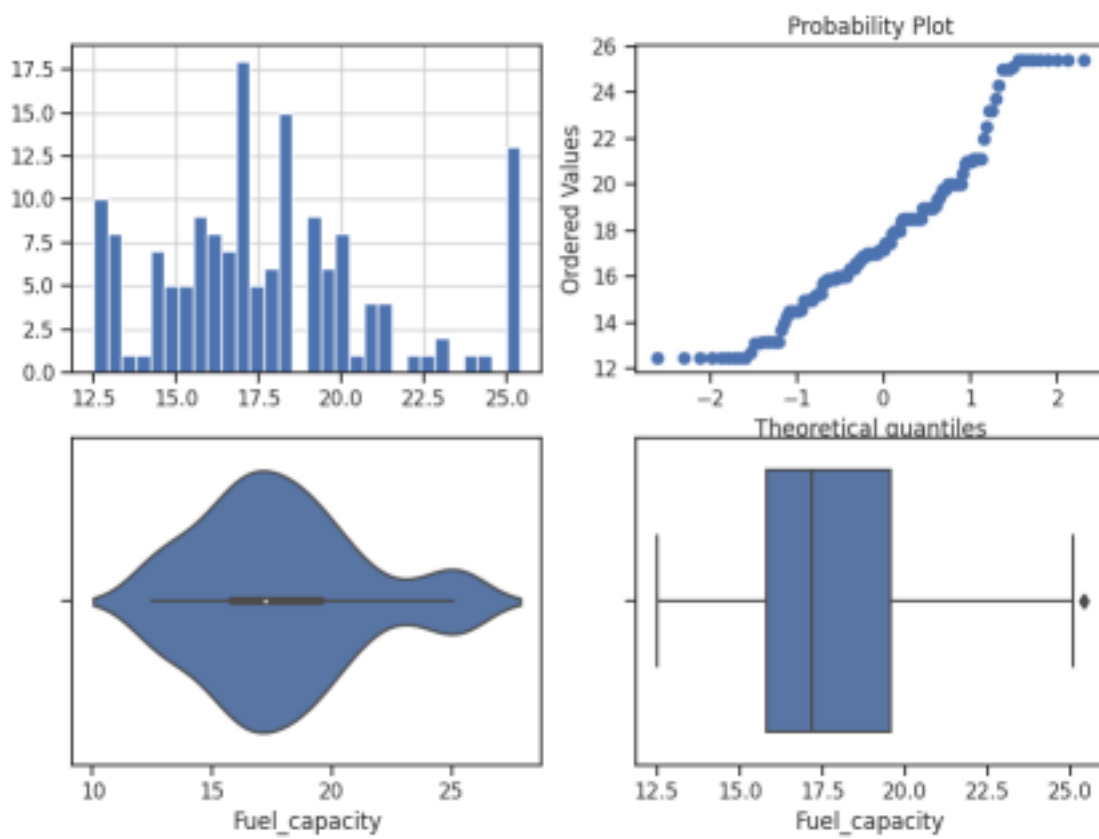 Probability Plot
17.5
15.0
12.5
10.0
7.5
5.0
2.5
0.0
12.5 15.0 17.5 20.0 22.5 25.0
Ordered Values
26
24
22
20
18
16
14
12
−2 −1 0 1 2
Theoretical quantiles
10 15 20 25
Fuel_capacity
12.5 15.0 17.5 20.0 22.5 25.0
Fuel_capacity